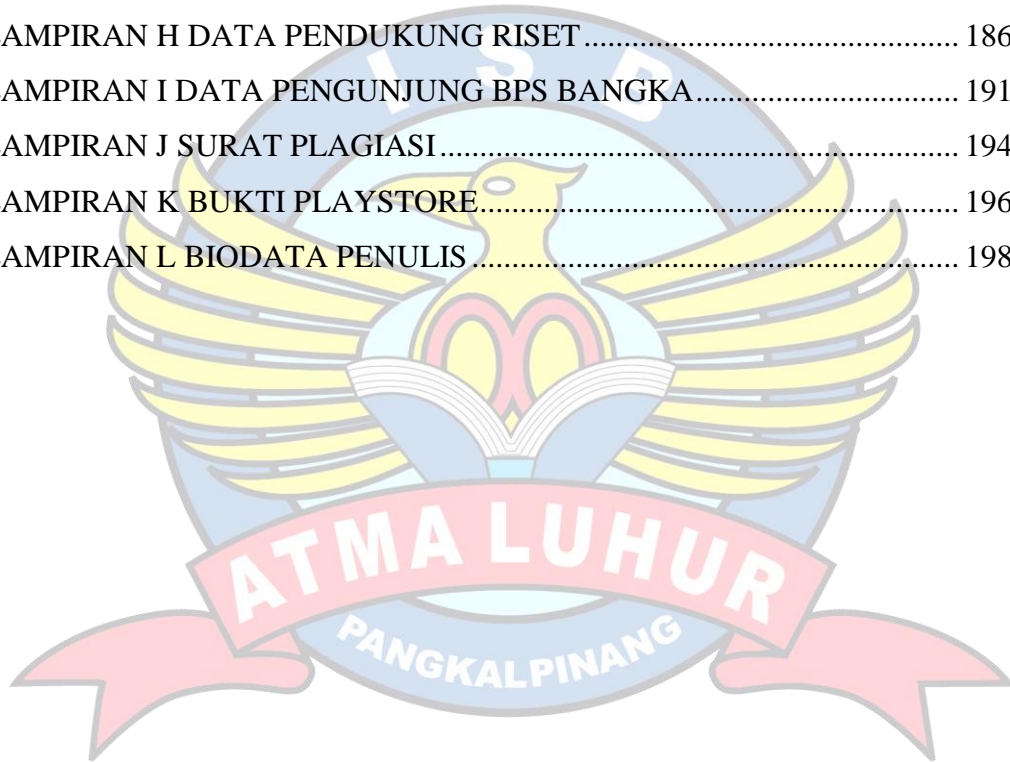 AMPIRAN H DATA PENDUKUNG RISET ............................................... 186
AMPIRAN I DATA PENGUNJUNG BPS BANGKA ................................. 191
AMPIRAN J SURAT PLAGIASI ................................................................. 194
AMPIRAN K BUKTI PLAYSTORE ............................................................ 196
AMPIRAN L BIODATA PENULIS ............................................................. 198
I S B
ATMA LUHUR
PANGKALPINANG